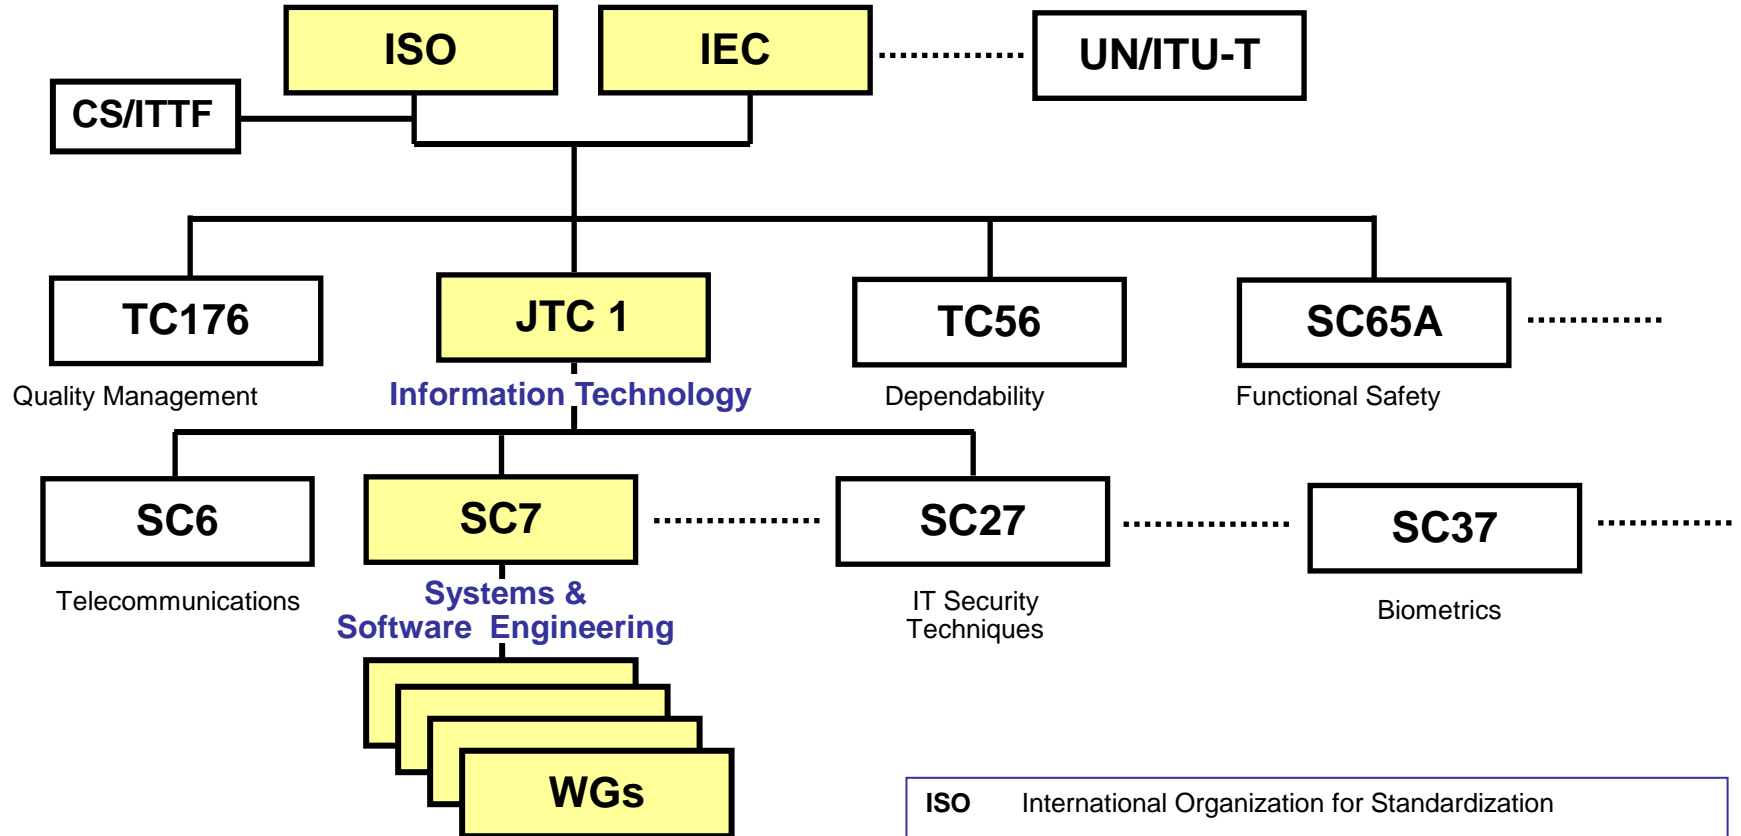 ISO
IEC
UN/ITU-T
CS/ITTF
TC176
JTC 1
TC56
SC65A
Quality Management
Information Technology
Dependability
Functional Safety
SC6
SC7
SC27
SC37
Telecommunications
Systems &
Software Engineering
IT Security
Techniques
Biometrics
WGs
ISO International Organization for Standardization